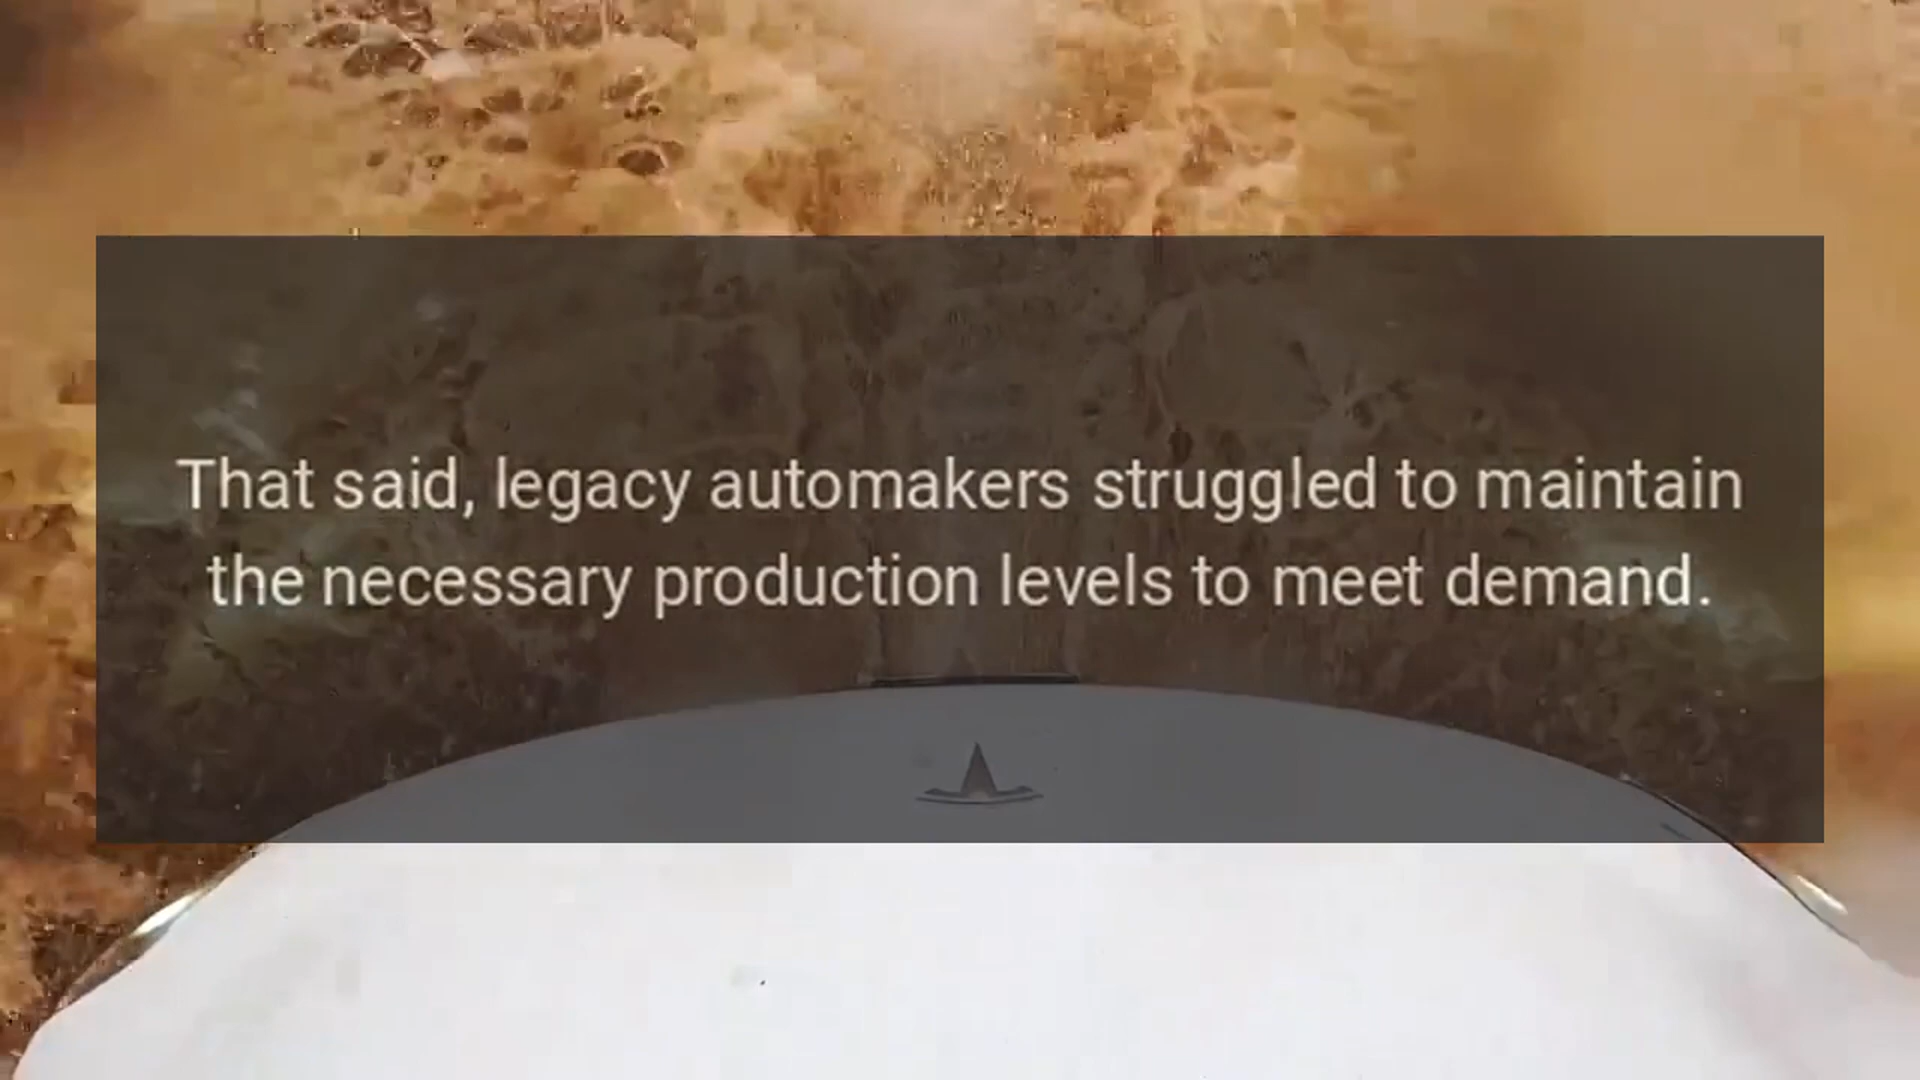 That said, legacy automakers struggled to maintain
the necessary production levels to meet demand.